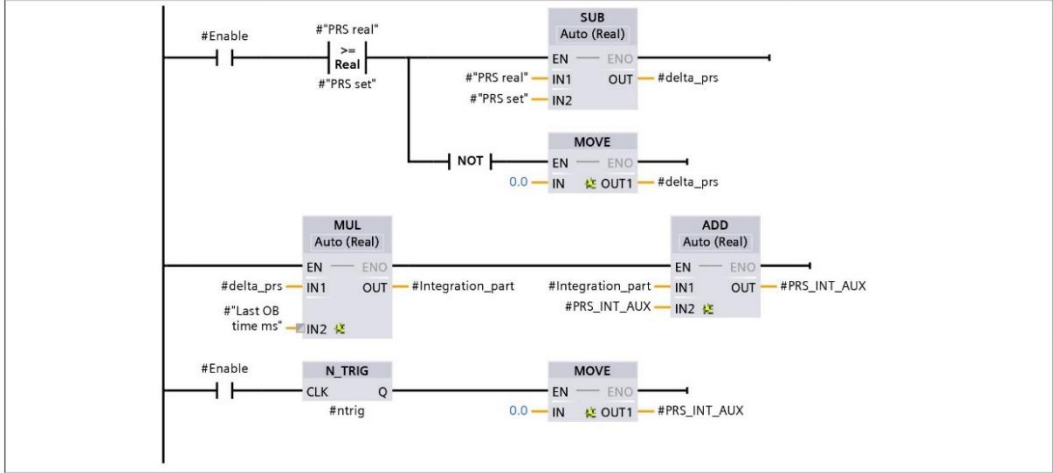 #Enable
#"PRS real"
>=
Real
#"PRS set"
SUB
Auto (Real)
EN ENO
#"PRS real" IN1 OUT #delta_prs
#"PRS set" IN2
NOT
MOVE
EN ENO
0.0 IN OUT1 #delta_prs
MUL
Auto (Real)
EN ENO
#delta_prs IN1 OUT #Integration_part
#"Last OB
time ms" IN2
ADD
Auto (Real)
EN ENO
#Integration_part IN1 OUT #PRS_INT_AUX
#PRS_INT_AUX IN2
#Enable
N_TRIG
CLK Q
#ntrig
MOVE
EN ENO
0.0 IN OUT1 #PRS_INT_AUX